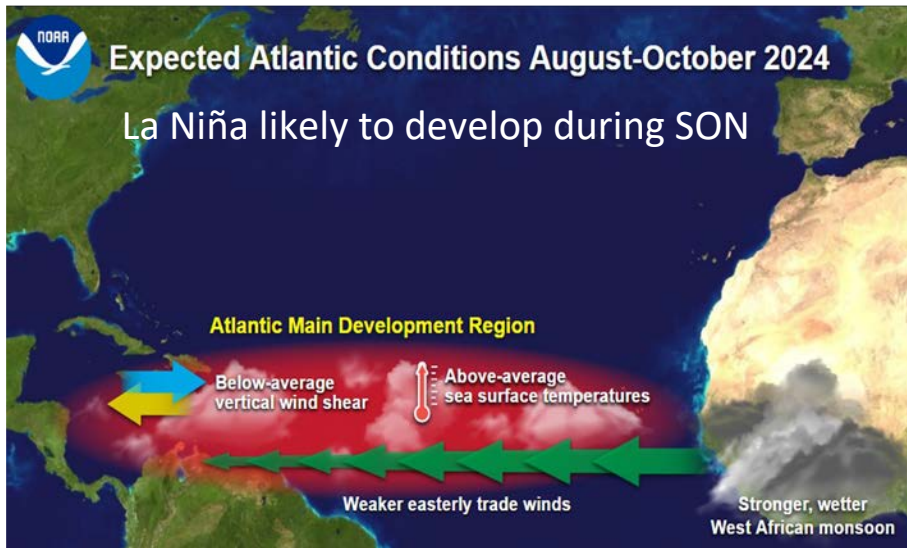 NOAA
Expected Atlantic Conditions August-October 2024
La Niña likely to develop during SON
Atlantic Main Development Region
Below-average
vertical wind shear
Above-average
sea surface temperatures
Weaker easterly trade winds
Stronger, wetter
West African monsoon